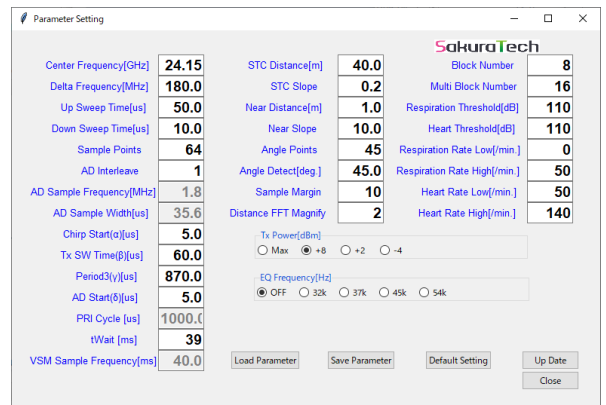 Parameter Setting
SakuraTech
Center Frequency[GHz] 24.15 STC Distance[m] 40.0 Block Number 8
Delta Frequency[MHz] 180.0 STC Slope 0.2 Multi Block Number 16
Up Sweep Time[us] 50.0 Near Distance[m] 1.0 Respiration Threshold[dB] 110
Down Sweep Time[us] 10.0 Near Slope 10.0 Heart Threshold[dB] 110
Sample Points 64 Angle Points 45 Respiration Rate Low[/min.] 0
AD Interleave 1 Angle Detect[deg.] 45.0 Respiration Rate High[/min.] 50
AD Sample Frequency[MHz] 1.8 Sample Margin 10 Heart Rate Low[/min.] 50
AD Sample Width[us] 35.6 Distance FFT Magnify 2 Heart Rate High[/min.] 140
Chirp Start(α)[us] 5.0 Tx Power[dBm]
Tx SW Time(β)[us] 60.0 Max +8 +2 -4
Period3(γ)[us] 870.0 EQ Frequency[Hz]
AD Start(δ)[us] 5.0 OFF 32k 37k 45k 54k
PRI Cycle [us] 1000.0
tWait [ms] 39
VSM Sample Frequency[ms] 40.0 Load Parameter Save Parameter Default Setting Up Date
Close